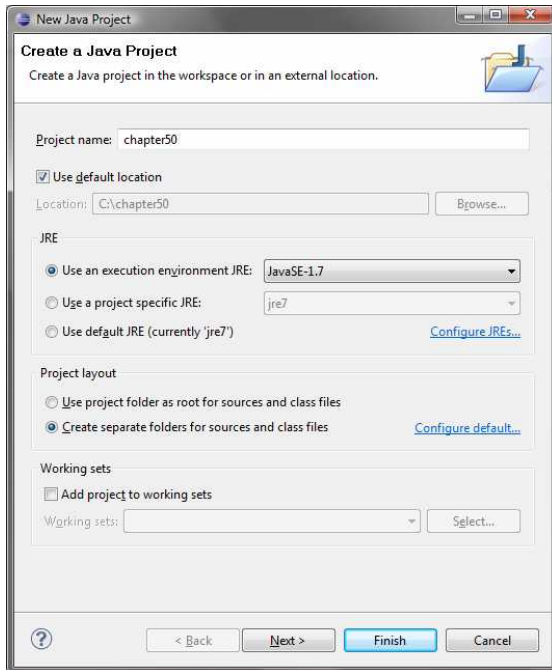 New Java Project
Create a Java Project
Create a Java project in the workspace or in an external location.
Project name: chapter50
Use default location
Location: C:\chapter50 Browse...
JRE
Use an execution environment JRE: JavaSE-1.7
Use a project specific JRE: jre7
Use default JRE (currently 'jre7') Configure JREs...
Project layout
Use project folder as root for sources and class files
Create separate folders for sources and class files Configure default...
Working sets
Add project to working sets
Working sets: Select...
? < Back Next > Finish Cancel